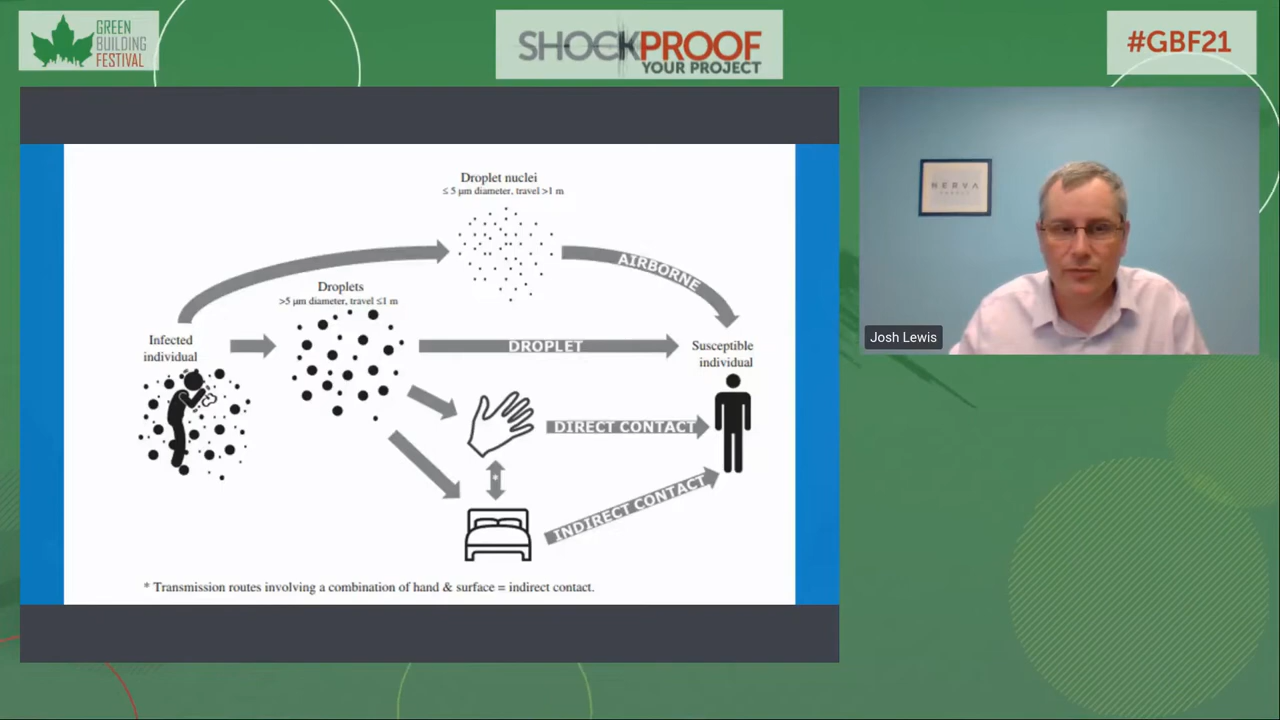 GREEN
BUILDING
FESTIVAL
SHOCKPROOF
YOUR PROJECT
#GBF21
Droplet nuclei
≤ 5 μm diameter, travel >1 m
AIRBORNE
Droplets
>5 μm diameter, travel ≤1 m
Infected
individual
DROPLET
Susceptible
individual
DIRECT CONTACT
*
INDIRECT CONTACT
* Transmission routes involving a combination of hand & surface = indirect contact.
NERVA
Josh Lewis